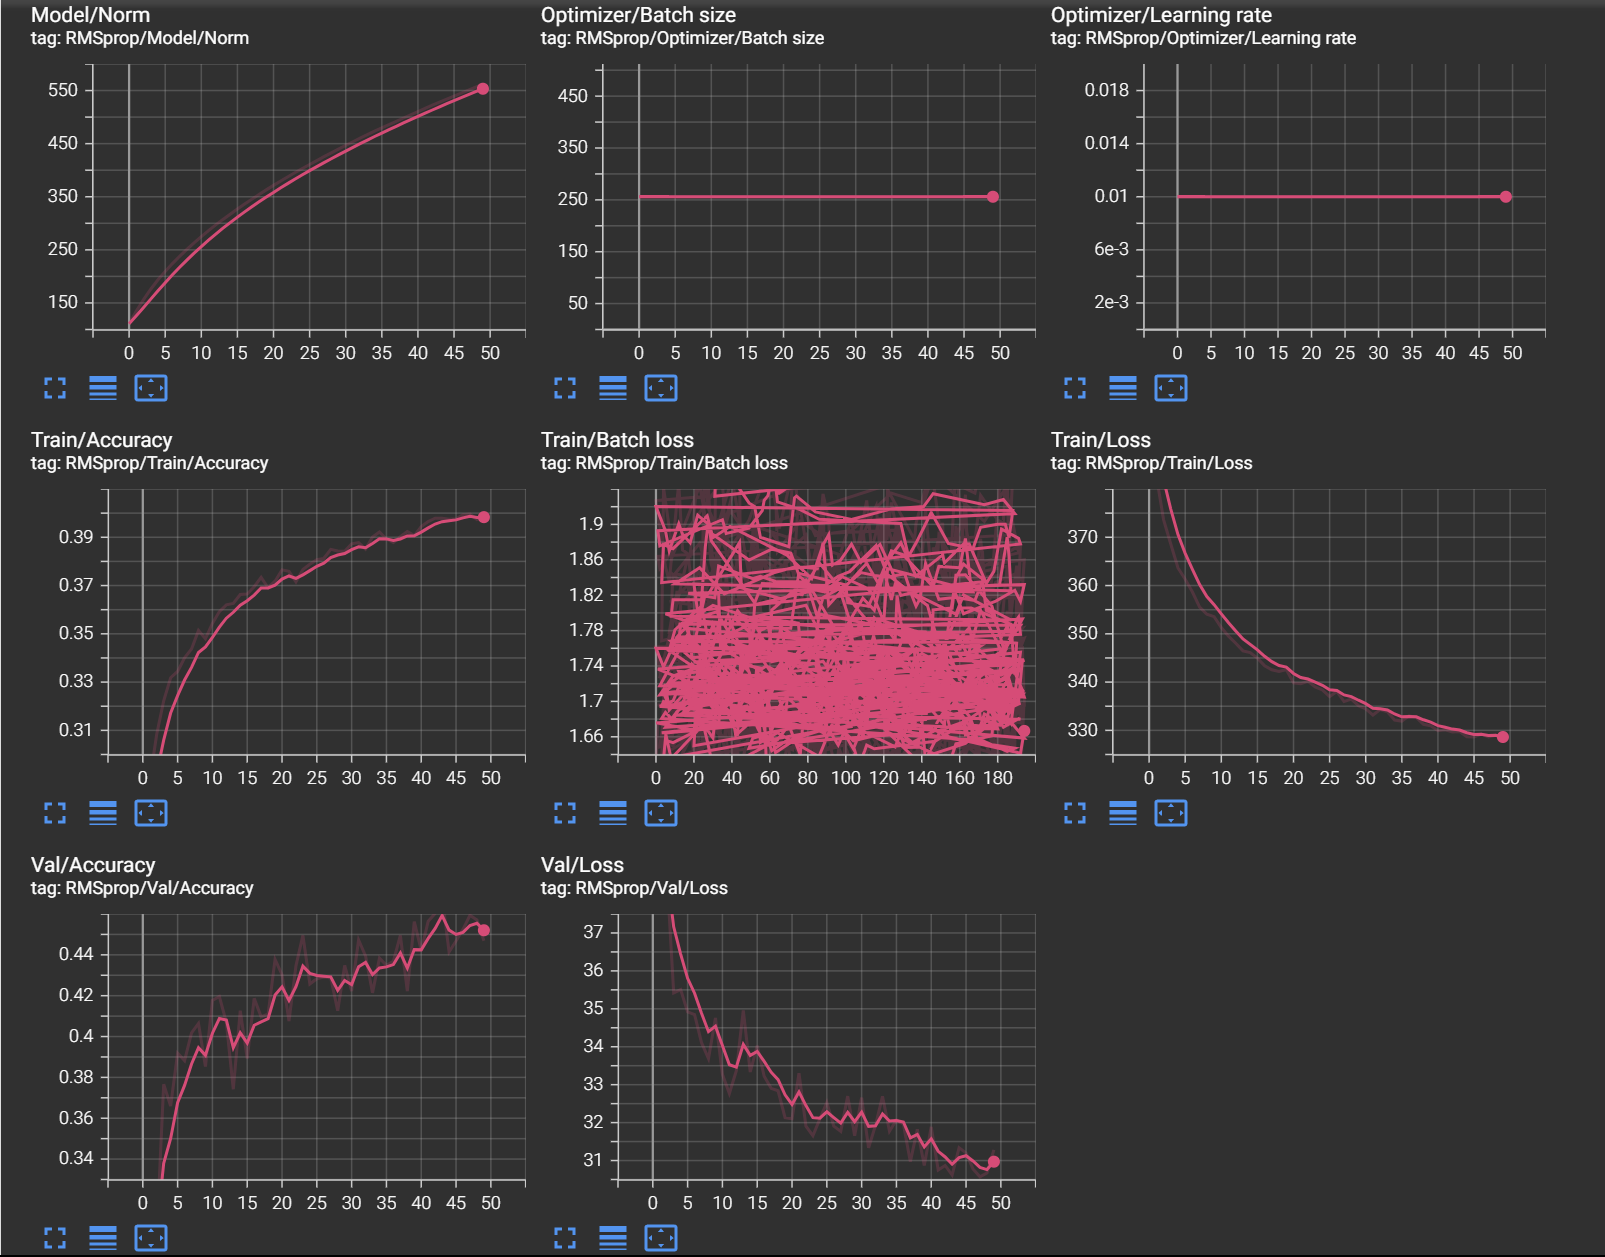 Model/Norm
tag: RMSprop/Model/Norm
550
450
350
250
150
0 5 10 15 20 25 30 35 40 45 50
Optimizer/Batch size
tag: RMSprop/Optimizer/Batch size
450
350
250
150
50
0 5 10 15 20 25 30 35 40 45 50
Optimizer/Learning rate
tag: RMSprop/Optimizer/Learning rate
0.018
0.014
0.01
6e-3
2e-3
0 5 10 15 20 25 30 35 40 45 50
Train/Accuracy
tag: RMSprop/Train/Accuracy
0.39
0.37
0.35
0.33
0.31
0 5 10 15 20 25 30 35 40 45 50
Train/Batch loss
tag: RMSprop/Train/Batch loss
1.9
1.86
1.82
1.78
1.74
1.7
1.66
0 20 40 60 80 100 120 140 160 180
Train/Loss
tag: RMSprop/Train/Loss
370
360
350
340
330
0 5 10 15 20 25 30 35 40 45 50
Val/Accuracy
tag: RMSprop/Val/Accuracy
0.44
0.42
0.4
0.38
0.36
0.34
0 5 10 15 20 25 30 35 40 45 50
Val/Loss
tag: RMSprop/Val/Loss
37
36
35
34
33
32
31
0 5 10 15 20 25 30 35 40 45 50